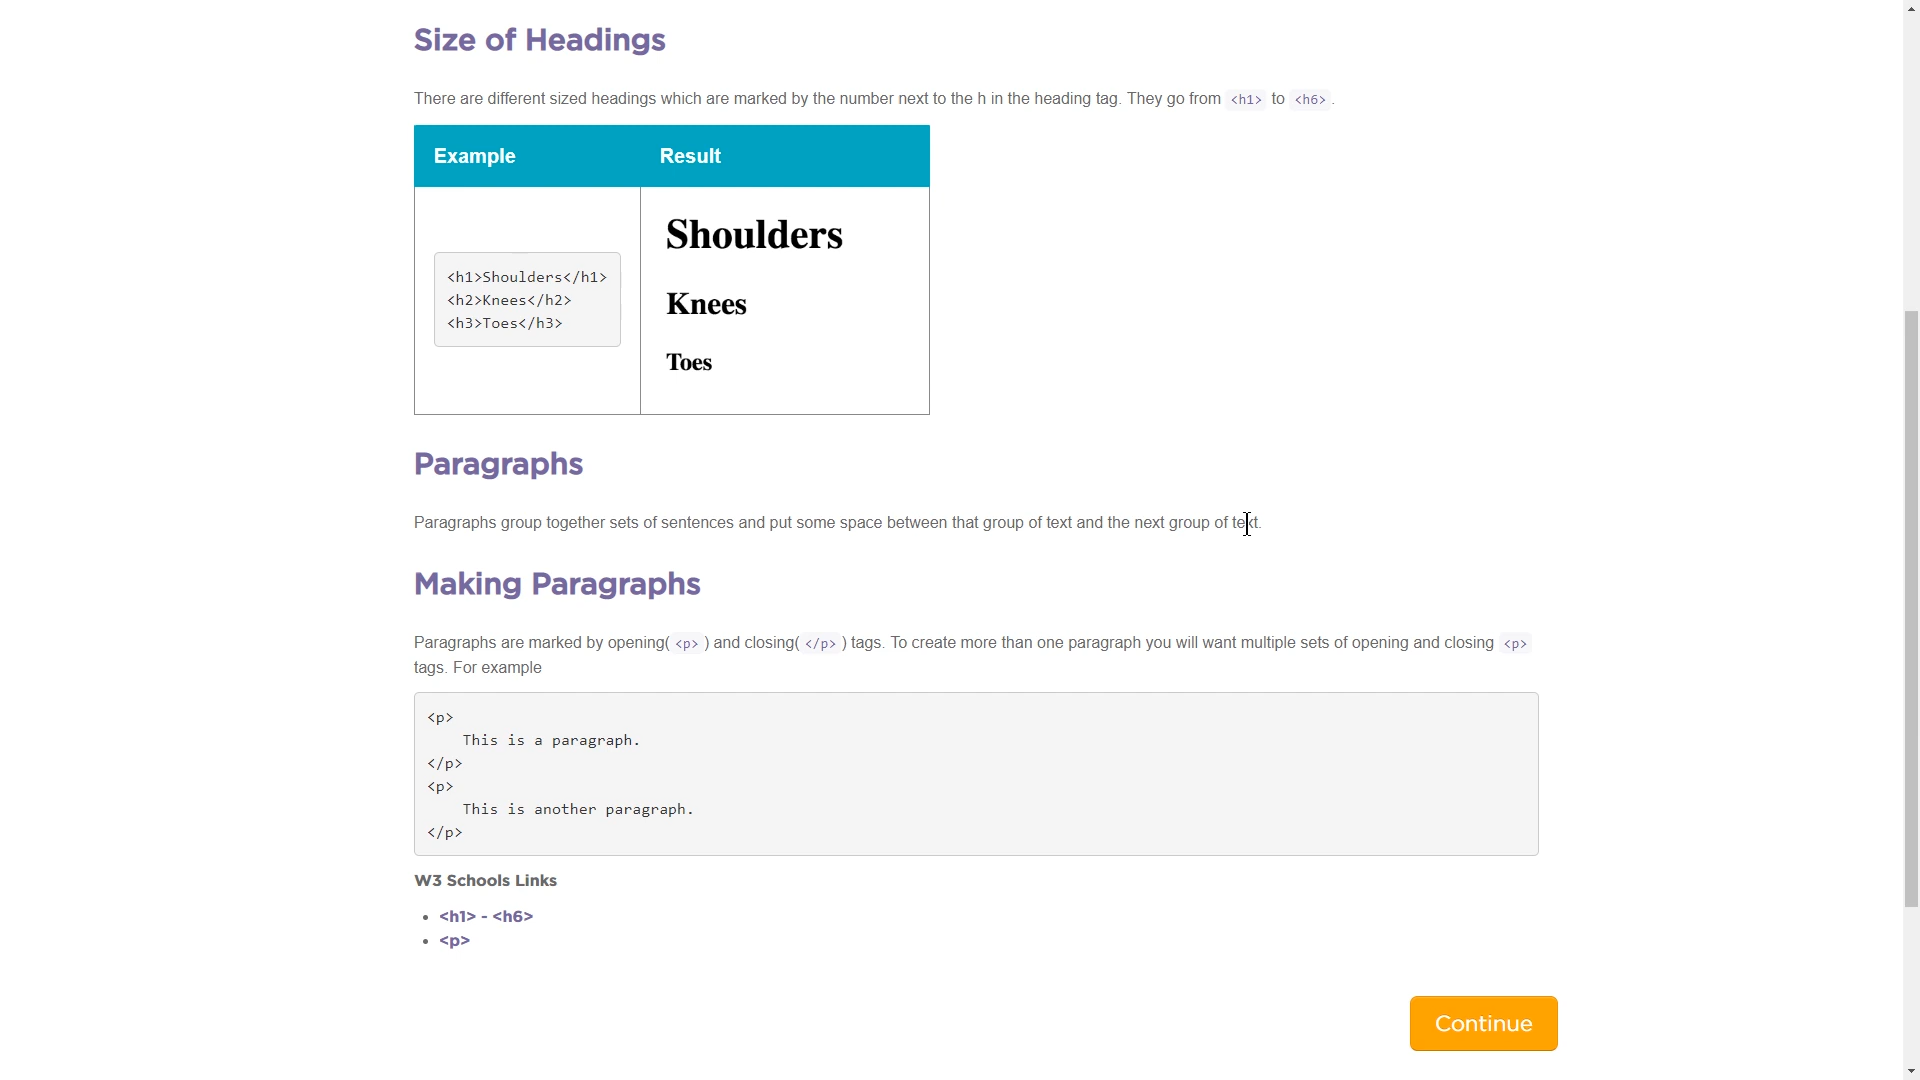 Size of Headings
There are different sized headings which are marked by the number next to the h in the heading tag. They go from <h1> to <h6> .
Example Result
<h1>Shoulders</h1>
<h2>Knees</h2>
<h3>Toes</h3>
Shoulders
Knees
Toes
Paragraphs
Paragraphs group together sets of sentences and put some space between that group of text and the next group of text.
Making Paragraphs
Paragraphs are marked by opening( <p> ) and closing( </p> ) tags. To create more than one paragraph you will want multiple sets of opening and closing <p>
tags. For example
<p>
    This is a paragraph.
</p>
<p>
    This is another paragraph.
</p>
W3 Schools Links
• <h1> - <h6>
• <p>
Continue